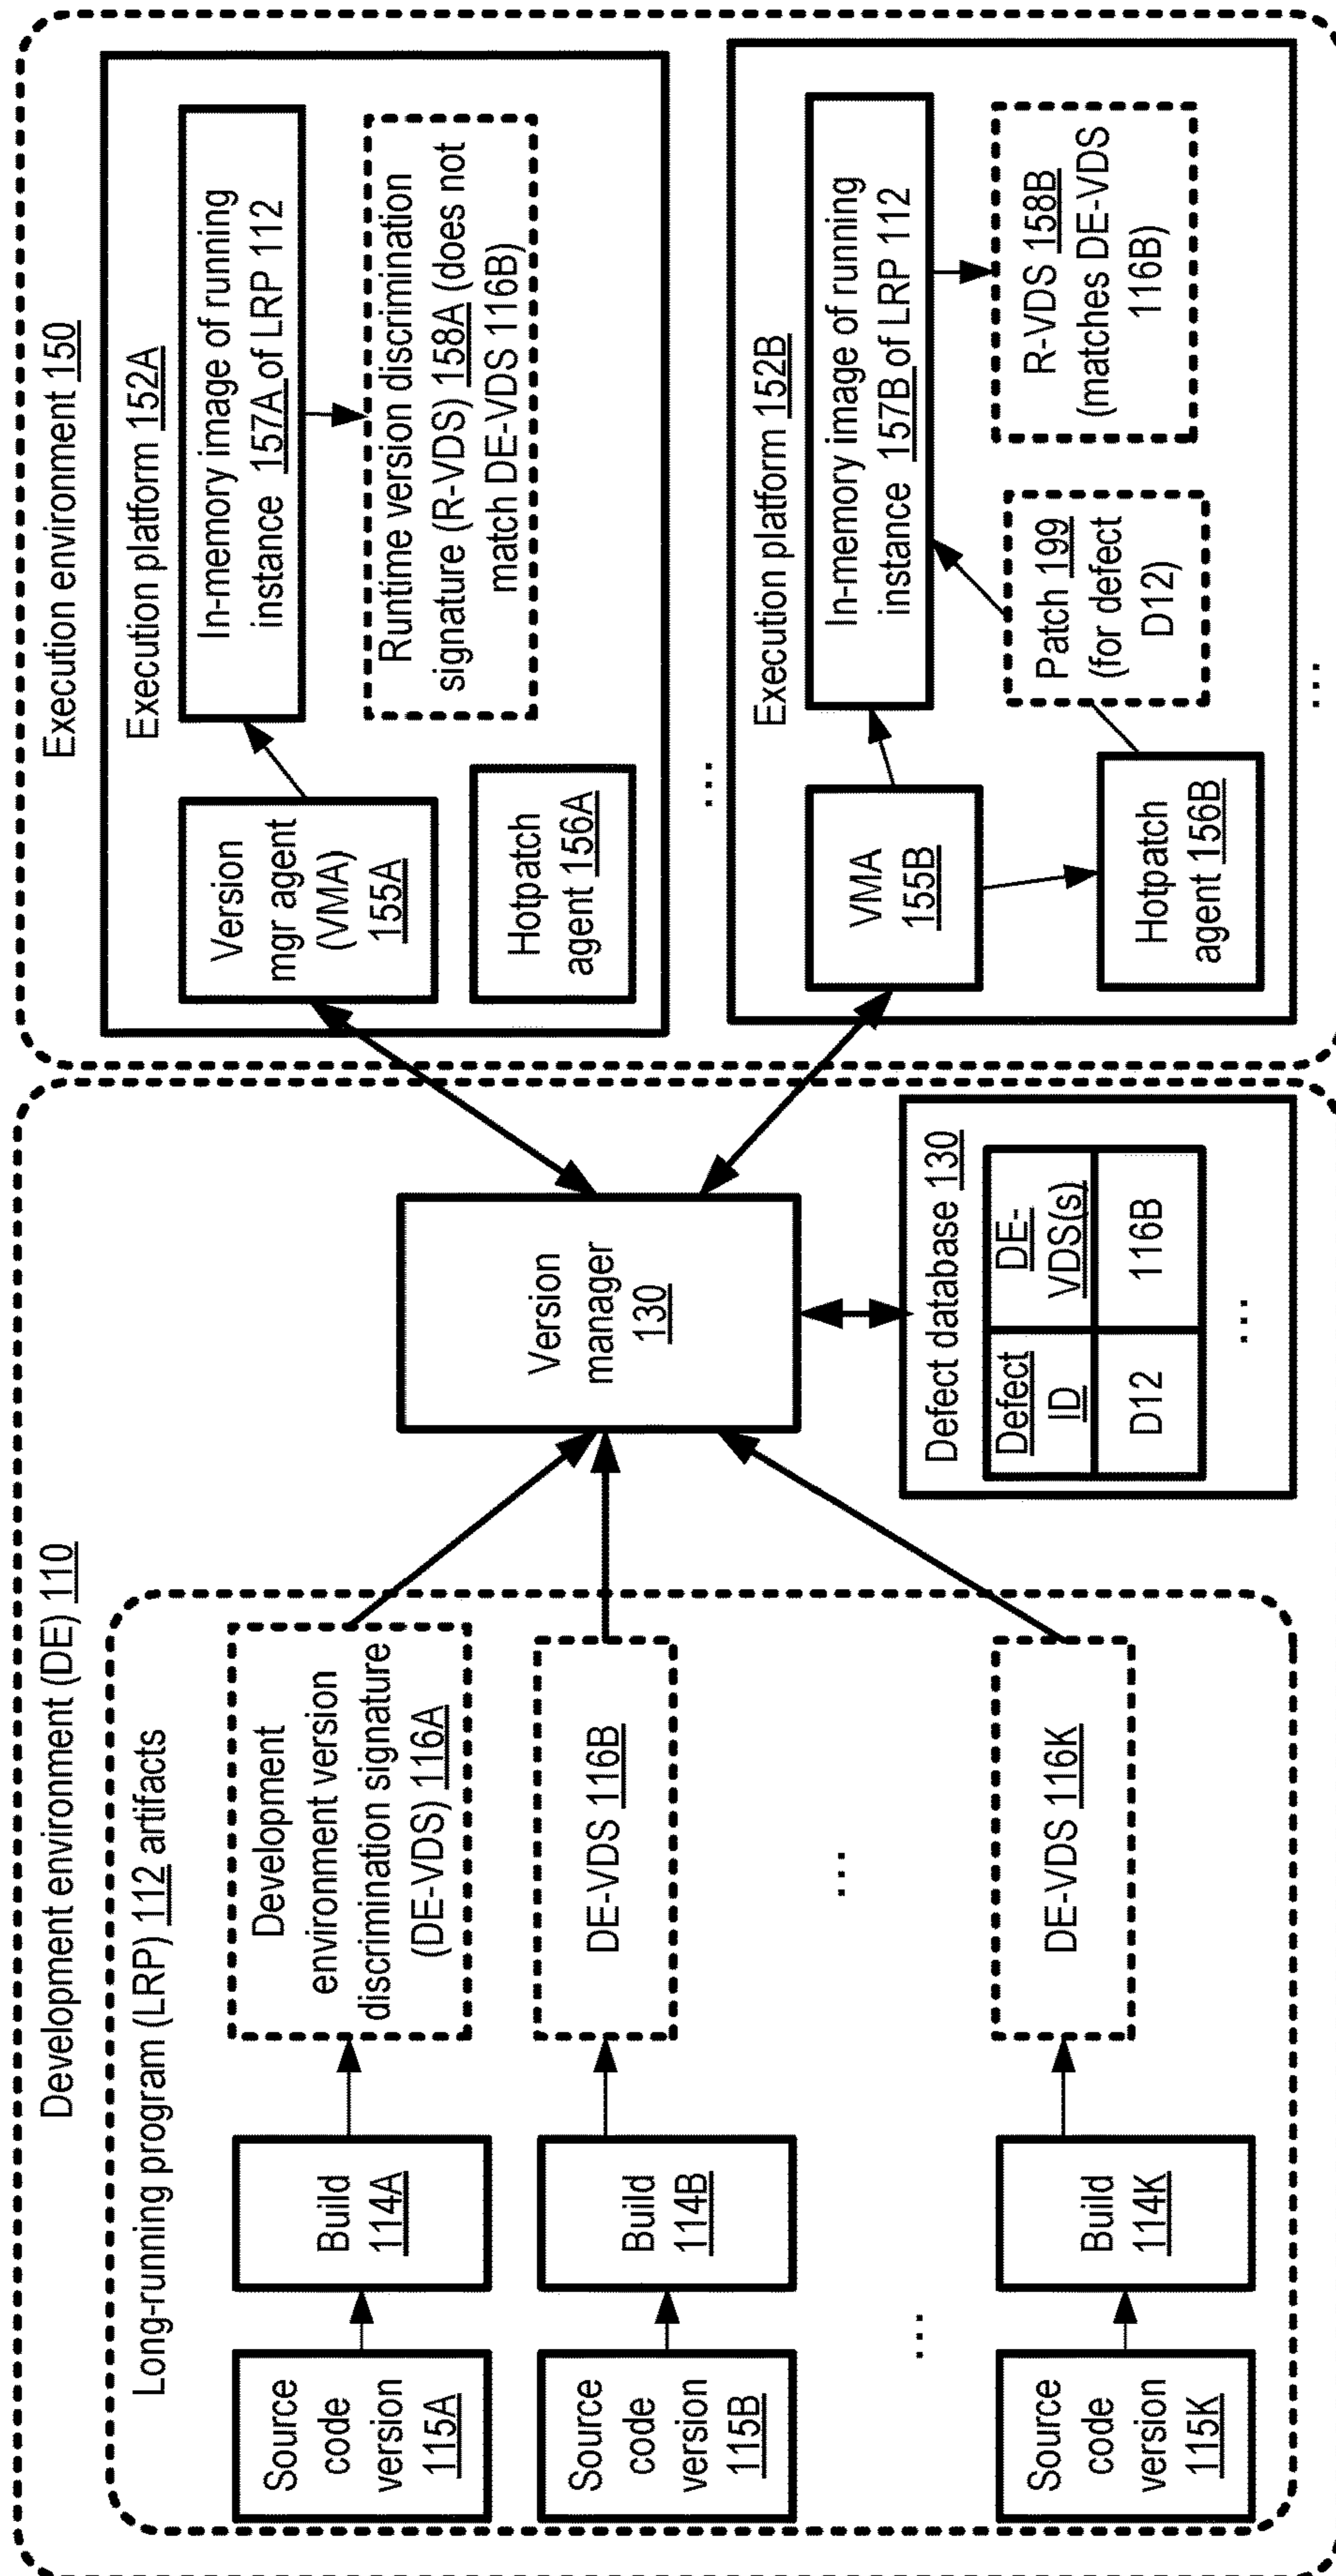 Development environment (DE) 110
Long-running program (LRP) 112 artifacts
Source
code
version
115A
Build
114A
Development
environment version
discrimination signature
(DE-VDS) 116A
Source
code
version
115B
Build
114B
DE-VDS 116B
...
...
Source
code
version
115K
Build
114K
DE-VDS 116K
Version
manager
130
Defect database 130
Defect
ID
DE-
VDS(s)
D12
116B
...
Execution environment 150
Execution platform 152A
Version
mgr agent
(VMA)
155A
In-memory image of running
instance 157A of LRP 112
Runtime version discrimination
signature (R-VDS) 158A (does not
match DE-VDS 116B)
Hotpatch
agent 156A
...
Execution platform 152B
VMA
155B
In-memory image of running
instance 157B of LRP 112
Hotpatch
agent 156B
Patch 199
(for defect
D12)
R-VDS 158B
(matches DE-VDS
116B)
...